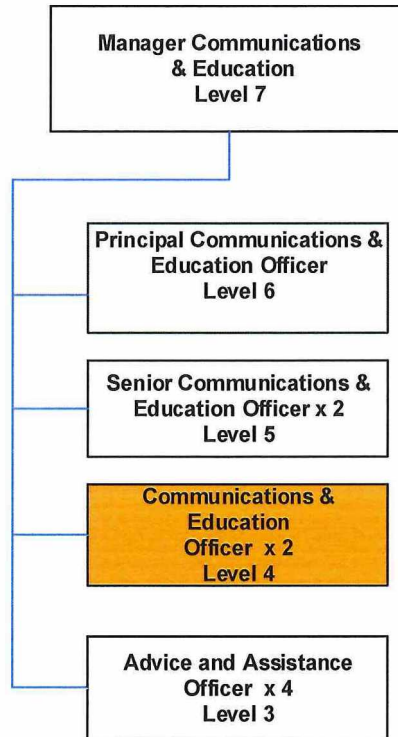 Manager Communications
& Education
Level 7
Principal Communications &
Education Officer
Level 6
Senior Communications &
Education Officer x 2
Level 5
Communications &
Education
Officer x 2
Level 4
Advice and Assistance
Officer x 4
Level 3